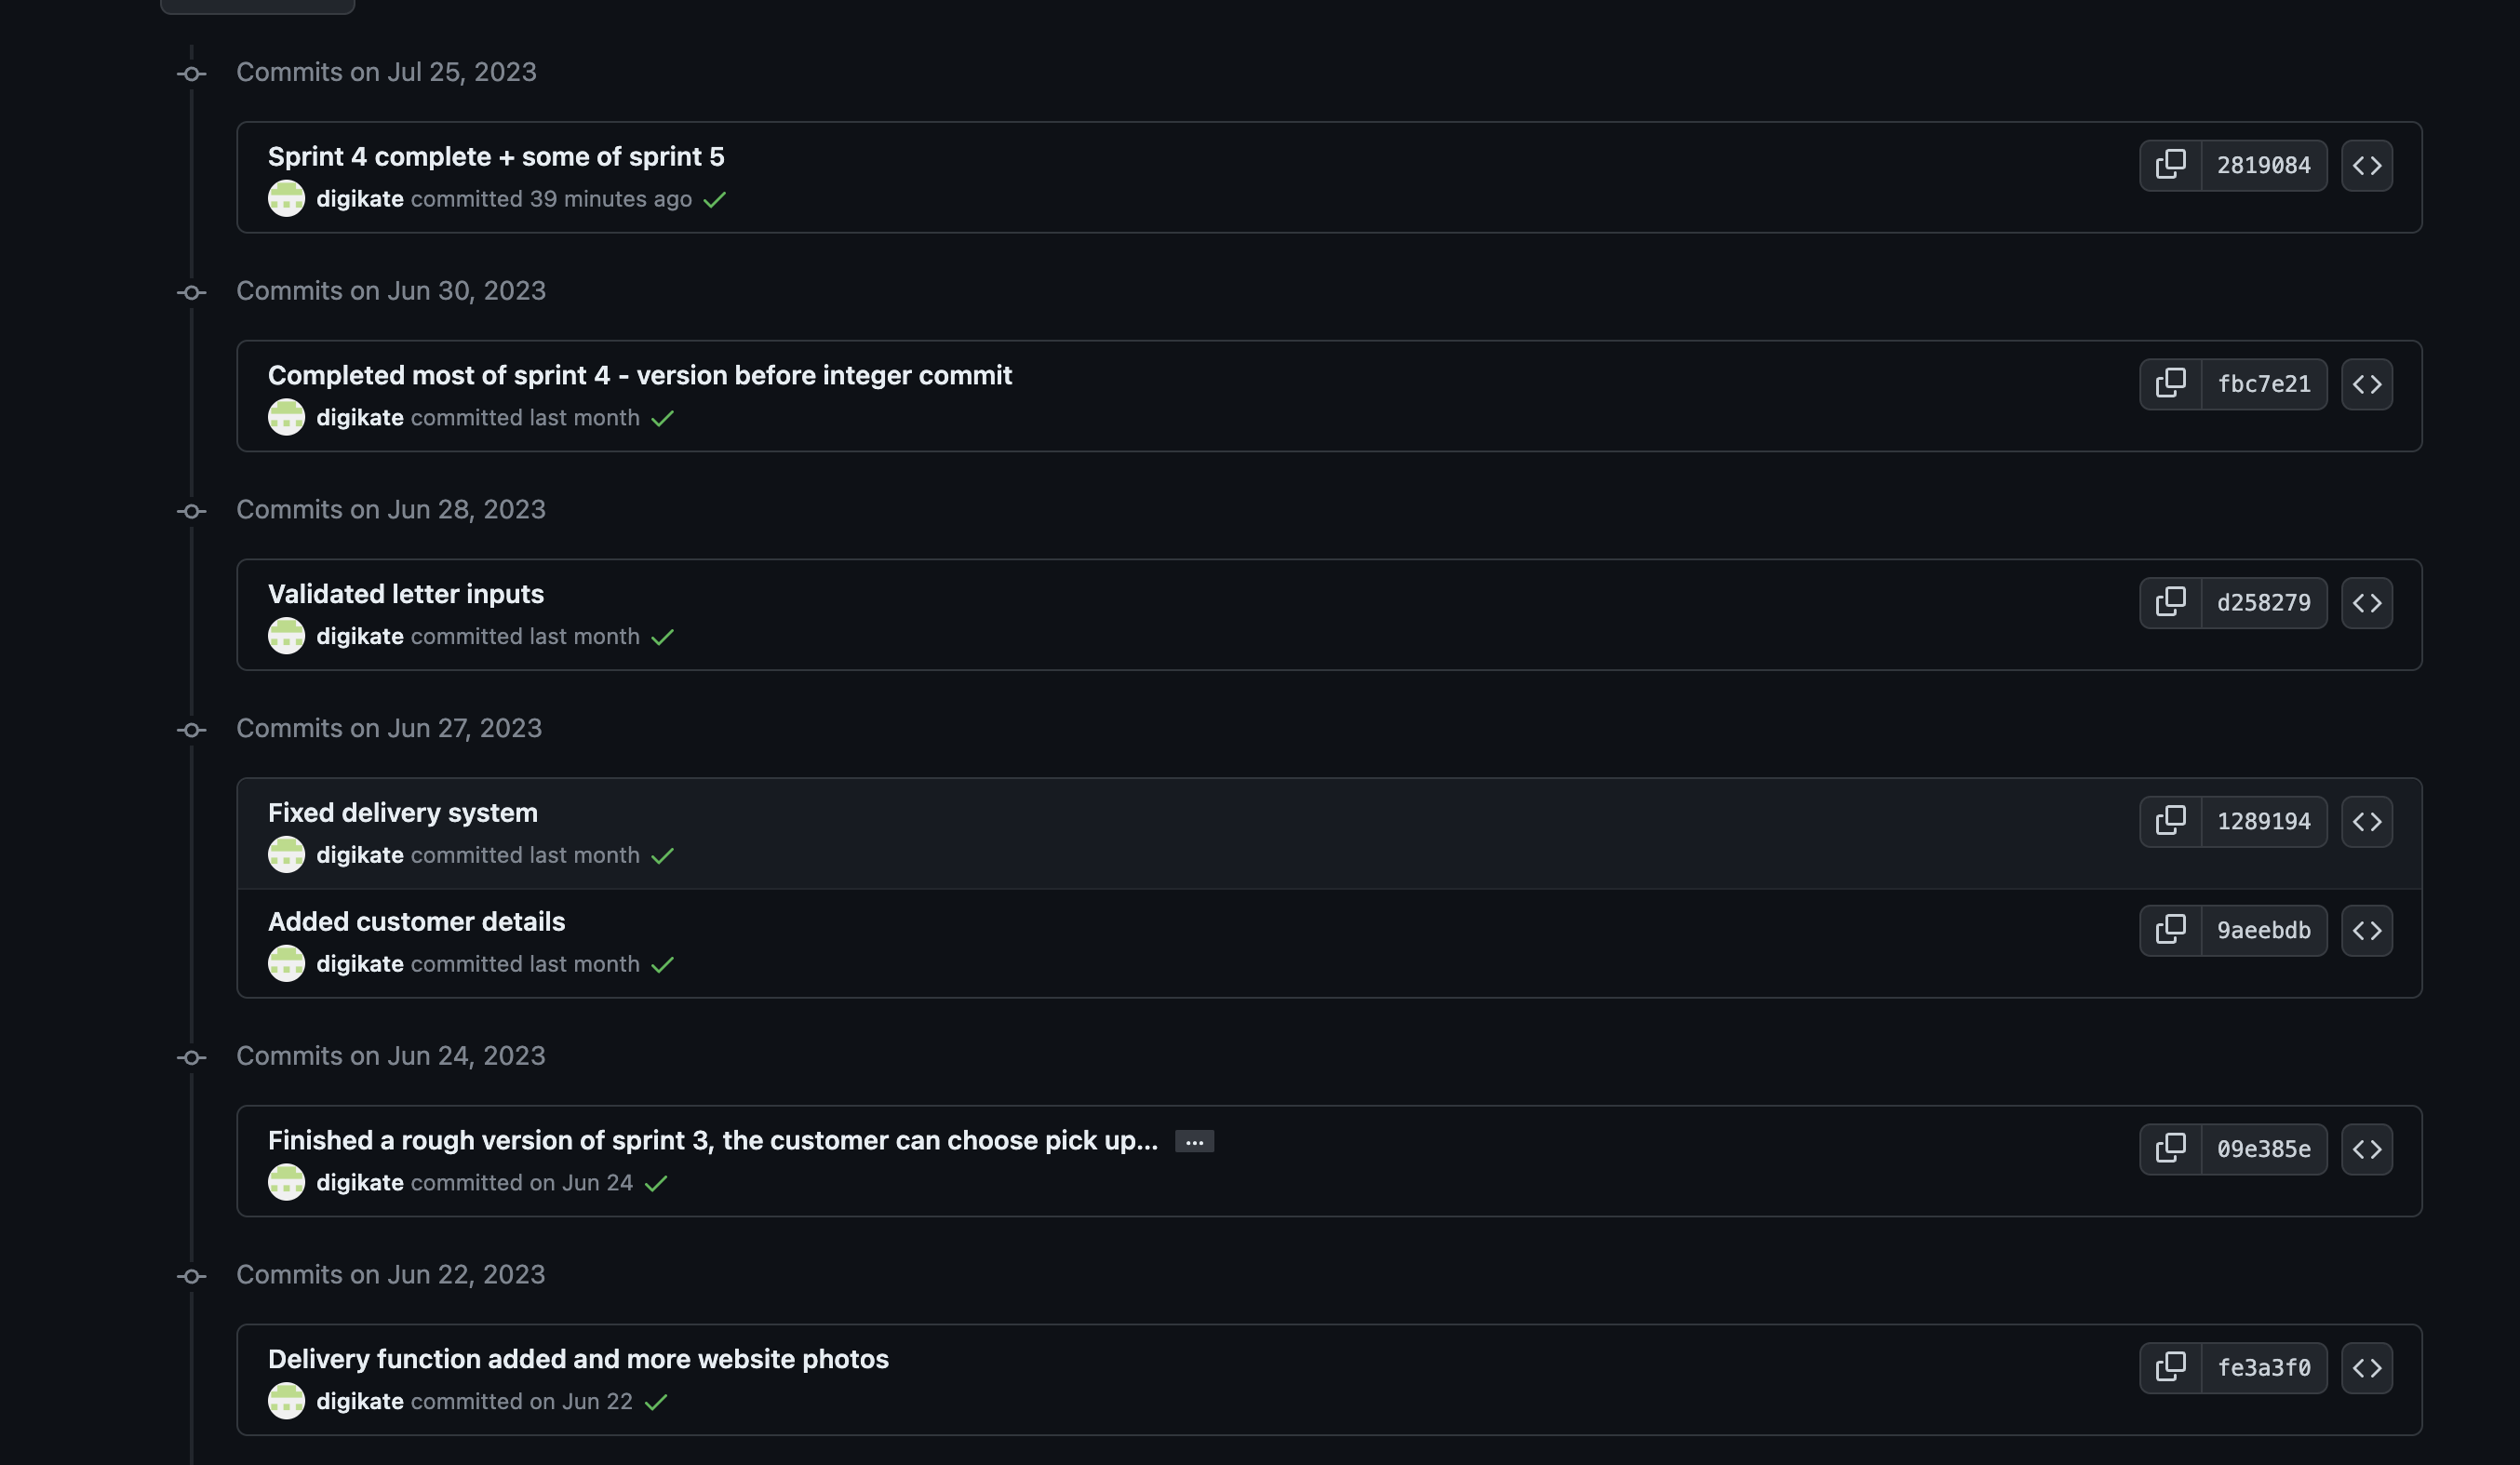 Commits on Jul 25, 2023
Sprint 4 complete + some of sprint 5
2819084
digikate committed 39 minutes ago
Commits on Jun 30, 2023
Completed most of sprint 4 - version before integer commit
fbc7e21
digikate committed last month
Commits on Jun 28, 2023
Validated letter inputs
d258279
digikate committed last month
Commits on Jun 27, 2023
Fixed delivery system
1289194
digikate committed last month
Added customer details
9aeebdb
digikate committed last month
Commits on Jun 24, 2023
Finished a rough version of sprint 3, the customer can choose pick up... ...
09e385e
digikate committed on Jun 24
Commits on Jun 22, 2023
Delivery function added and more website photos
fe3a3f0
digikate committed on Jun 22